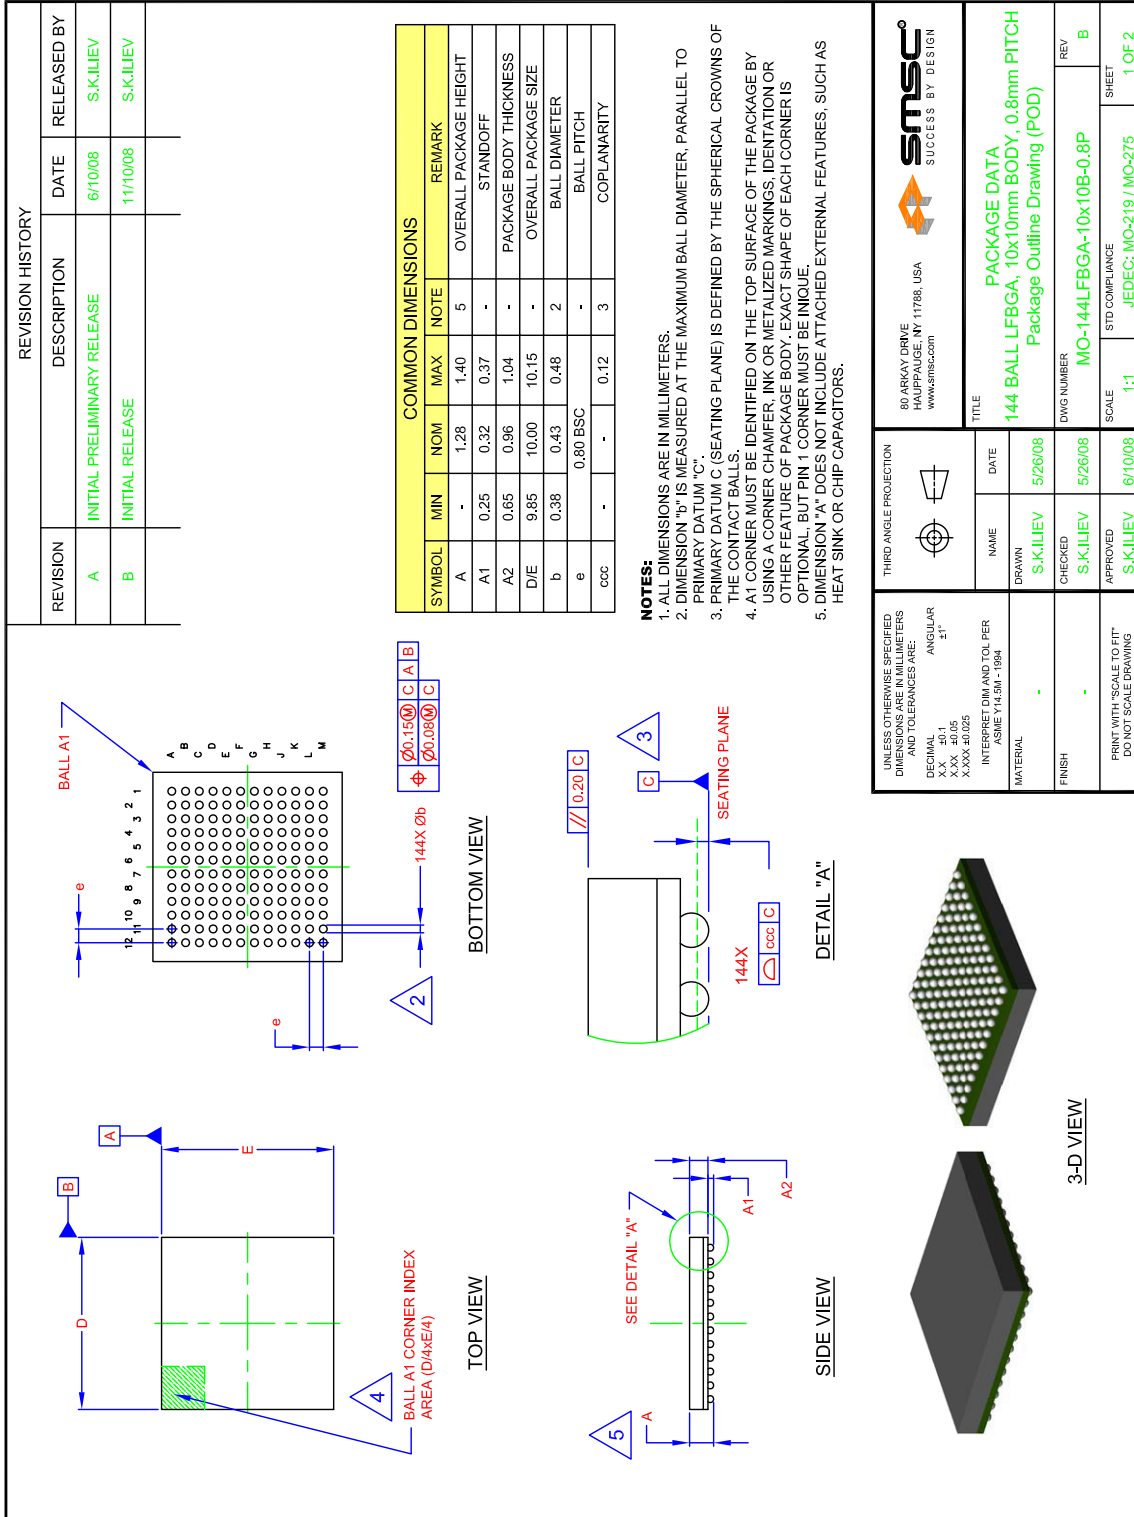 REVISION HISTORY
REVISION DESCRIPTION DATE RELEASED BY
A INITIAL PRELIMINARY RELEASE 6/10/08 S.K.ILIEV
B INITIAL RELEASE 11/10/08 S.K.ILIEV
D
E
B
A
4
BALL A1 CORNER INDEX
AREA (D/4xE/4)
TOP VIEW
BALL A1
e
e
12 11 10 9 8 7 6 5 4 3 2 1
A
B
C
D
E
F
G
H
J
K
L
M
2
144X Øb
Ø0.15 M C A B
Ø0.08 M C
BOTTOM VIEW
COMMON DIMENSIONS
SYMBOL MIN NOM MAX NOTE REMARK
A - 1.28 1.40 5 OVERALL PACKAGE HEIGHT
A1 0.25 0.32 0.37 - STANDOFF
A2 0.65 0.96 1.04 - PACKAGE BODY THICKNESS
D/E 9.85 10.00 10.15 - OVERALL PACKAGE SIZE
b 0.38 0.43 0.48 2 BALL DIAMETER
e 0.80 BSC - BALL PITCH
ccc - - 0.12 3 COPLANARITY
NOTES:
1. ALL DIMENSIONS ARE IN MILLIMETERS.
2. DIMENSION "b" IS MEASURED AT THE MAXIMUM BALL DIAMETER, PARALLEL TO
PRIMARY DATUM "C".
3. PRIMARY DATUM C (SEATING PLANE) IS DEFINED BY THE SPHERICAL CROWNS OF
THE CONTACT BALLS.
4. A1 CORNER MUST BE IDENTIFIED ON THE TOP SURFACE OF THE PACKAGE BY
USING A CORNER CHAMFER, INK OR METALIZED MARKINGS, IDENTATION OR
OTHER FEATURE OF PACKAGE BODY. EXACT SHAPE OF EACH CORNER IS
OPTIONAL, BUT PIN 1 CORNER MUST BE INIQUE.
5. DIMENSION "A" DOES NOT INCLUDE ATTACHED EXTERNAL FEATURES, SUCH AS
HEAT SINK OR CHIP CAPACITORS.
5
A
SEE DETAIL "A"
A1
A2
SIDE VIEW
// 0.20 C
3
C
SEATING PLANE
144X
ccc C
DETAIL "A"
3-D VIEW
UNLESS OTHERWISE SPECIFIED
DIMENSIONS ARE IN MILLIMETERS
AND TOLERANCES ARE:
DECIMAL ANGULAR
X.X ±0.1 ±1°
X.XX ±0.05
X.XXX ±0.025
INTERPRET DIM AND TOL PER
ASME Y14.5M - 1994
MATERIAL
-
FINISH
-
PRINT WITH "SCALE TO FIT"
DO NOT SCALE DRAWING
THIRD ANGLE PROJECTION
NAME DATE
DRAWN
S.K.ILIEV 5/26/08
CHECKED
S.K.ILIEV 5/26/08
APPROVED
S.K.ILIEV 6/10/08
80 ARKAY DRIVE
HAUPPAUGE, NY 11788, USA
www.smsc.com
smsc
SUCCESS BY DESIGN
TITLE
PACKAGE DATA
144 BALL LFBGA, 10x10mm BODY, 0.8mm PITCH
Package Outline Drawing (POD)
DWG NUMBER
MO-144LFBGA-10x10B-0.8P
REV
B
SCALE
1:1
STD COMPLIANCE
JEDEC: MO-219 / MO-275
SHEET
1 OF 2